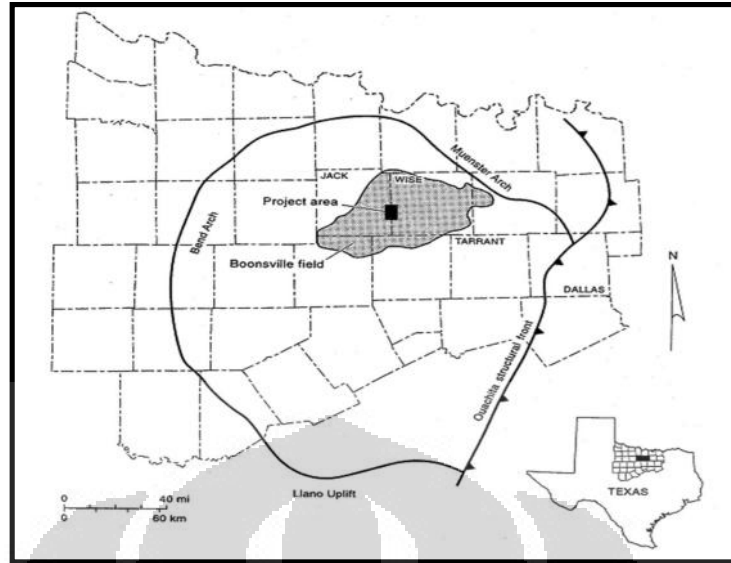 Muenster Arch
JACK
WISE
Project area
Bend Arch
TARRANT
Boonsville field
N
DALLAS
Ouachita structural front
0 40 mi
0 60 km
Llano Uplift
TEXAS